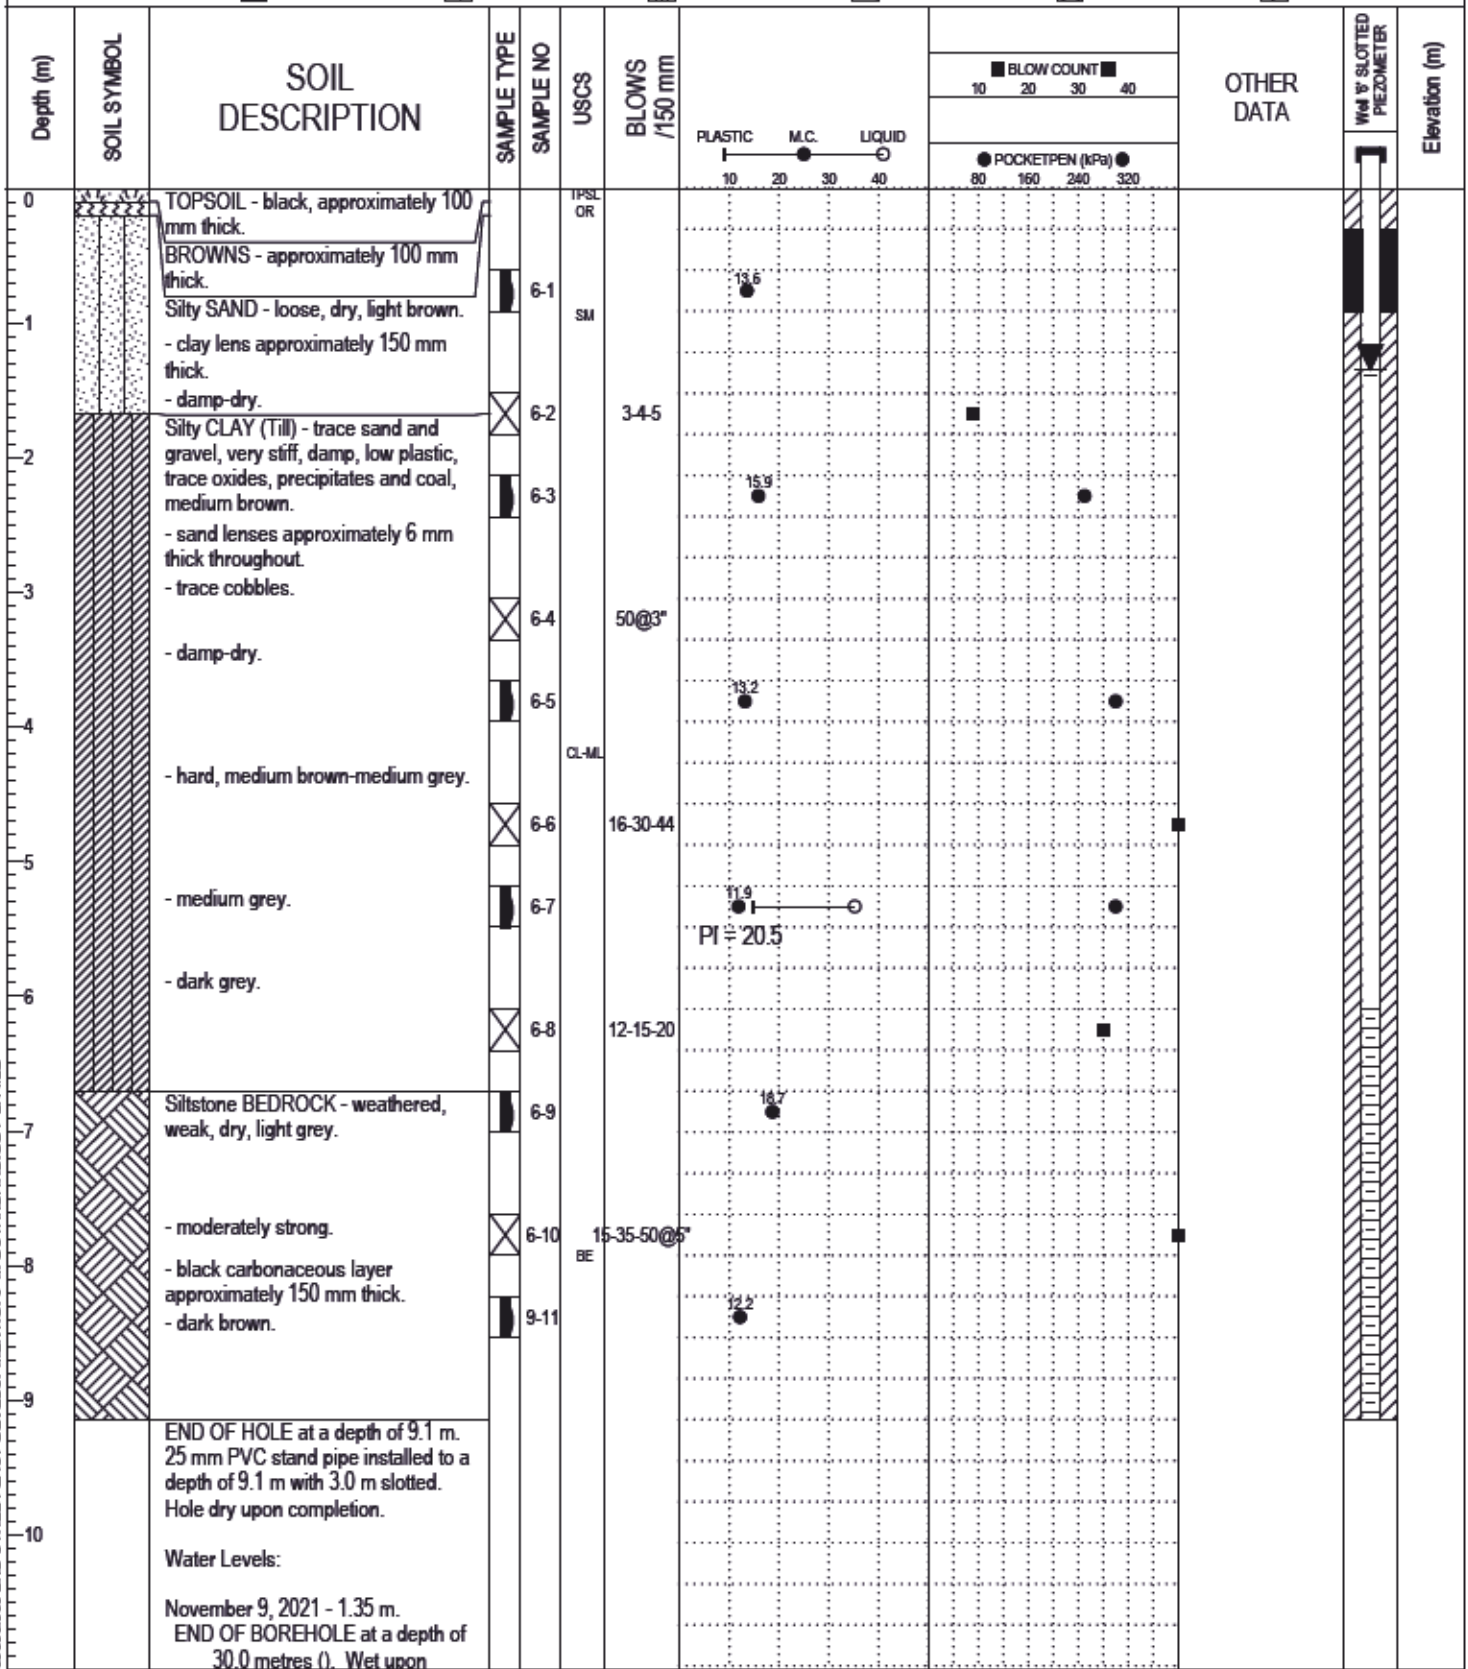 Depth (m)
SOIL SYMBOL
SOIL
DESCRIPTION
SAMPLE TYPE
SAMPLE NO
USCS
BLOWS
/150 mm
PLASTIC M.C. LIQUID
10 20 30 40
BLOW COUNT
10 20 30 40
POCKETPEN (kPa)
80 160 240 320
OTHER
DATA
SLOTTED
PIEZOMETER
Elevation (m)
0
TOPSOIL - black, approximately 100
mm thick.
TPSL
OR
BROWNS - approximately 100 mm
thick.
6-1
13.6
Silty SAND - loose, dry, light brown.
SM
1
- clay lens approximately 150 mm
thick.
- damp-dry.
6-2
3-4-5
Silty CLAY (Till) - trace sand and
gravel, very stiff, damp, low plastic,
trace oxides, precipitates and coal,
medium brown.
2
6-3
15.9
- sand lenses approximately 6 mm
thick throughout.
- trace cobbles.
3
6-4
50@3"
- damp-dry.
6-5
13.2
4
CL-ML
- hard, medium brown-medium grey.
6-6
16-30-44
5
- medium grey.
6-7
11.9
PI = 20.5
- dark grey.
6
6-8
12-15-20
Siltstone BEDROCK - weathered,
weak, dry, light grey.
6-9
18.7
7
- moderately strong.
6-10
15-35-50@5"
BE
8
- black carbonaceous layer
approximately 150 mm thick.
- dark brown.
9-11
12.2
9
END OF HOLE at a depth of 9.1 m.
25 mm PVC stand pipe installed to a
depth of 9.1 m with 3.0 m slotted.
Hole dry upon completion.
10
Water Levels:
November 9, 2021 - 1.35 m.
END OF BOREHOLE at a depth of
30.0 metres (). Wet upon